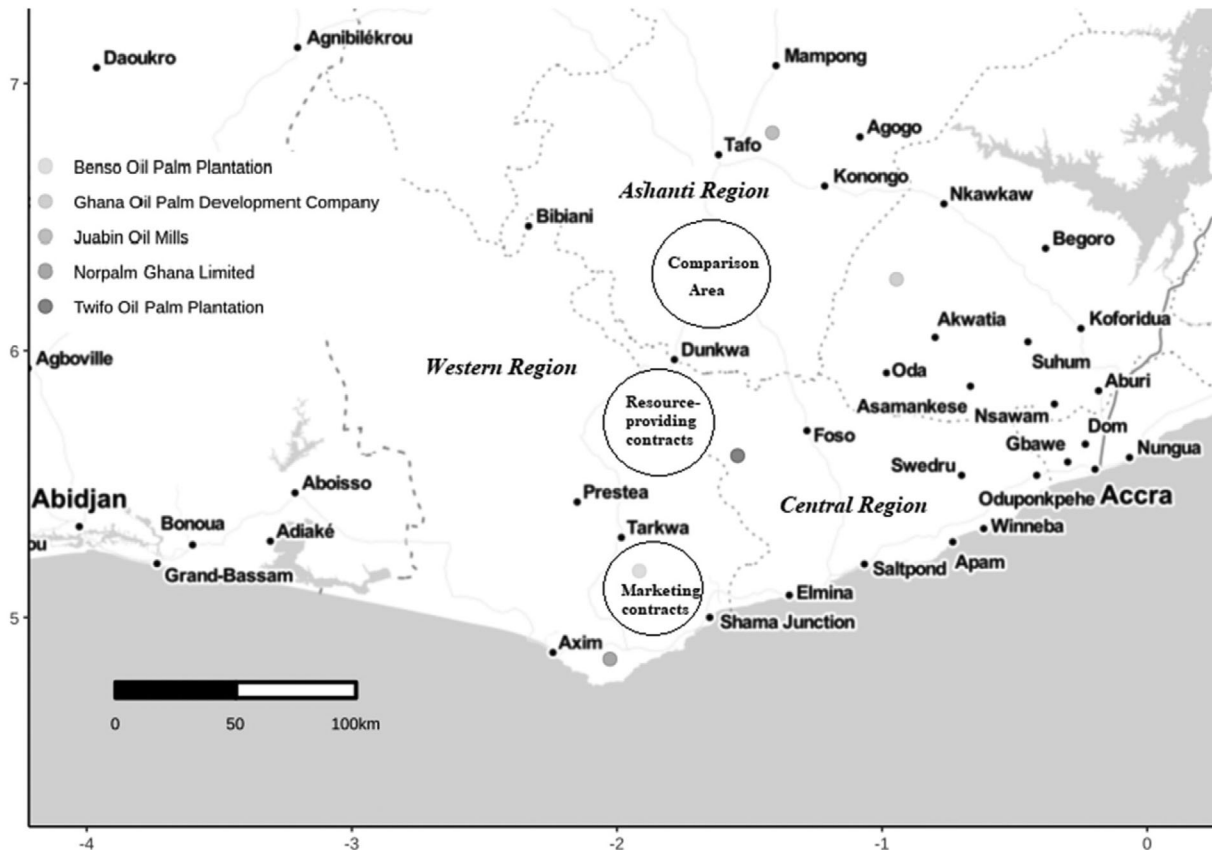 Agnibilékrou
Daoukro
Mampong
7
Agogo
Tafo
Benso Oil Palm Plantation
Konongo
Ashanti Region
Nkawkaw
Ghana Oil Palm Development Company
Bibiani
Juabin Oil Mills
Begoro
Comparison
Area
Norpalm Ghana Limited
Twifo Oil Palm Plantation
Akwatia
Koforidua
6
Agboville
Dunkwa
Suhum
Western Region
Oda
Aburi
Resource-
providing
contracts
Asamankese
Nsawam
Dom
Foso
Gbawe
Nungua
Swedru
Aboisso
Prestea
Abidjan
Central Region
Oduponkpehe
Accra
Bonoua
Adiaké
Tarkwa
Winneba
ou
Grand-Bassam
Saltpond
Apam
Marketing
contracts
Elmina
5
Shama Junction
Axim
0
50
100km
-4
-3
-2
-1
0